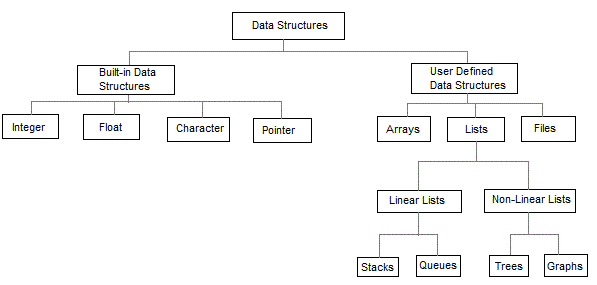 Data Structures
Built-in Data
Structures
User Defined
Data Structures
Integer
Float
Character
Pointer
Arrays
Lists
Files
Linear Lists
Non-Linear Lists
Stacks
Queues
Trees
Graphs